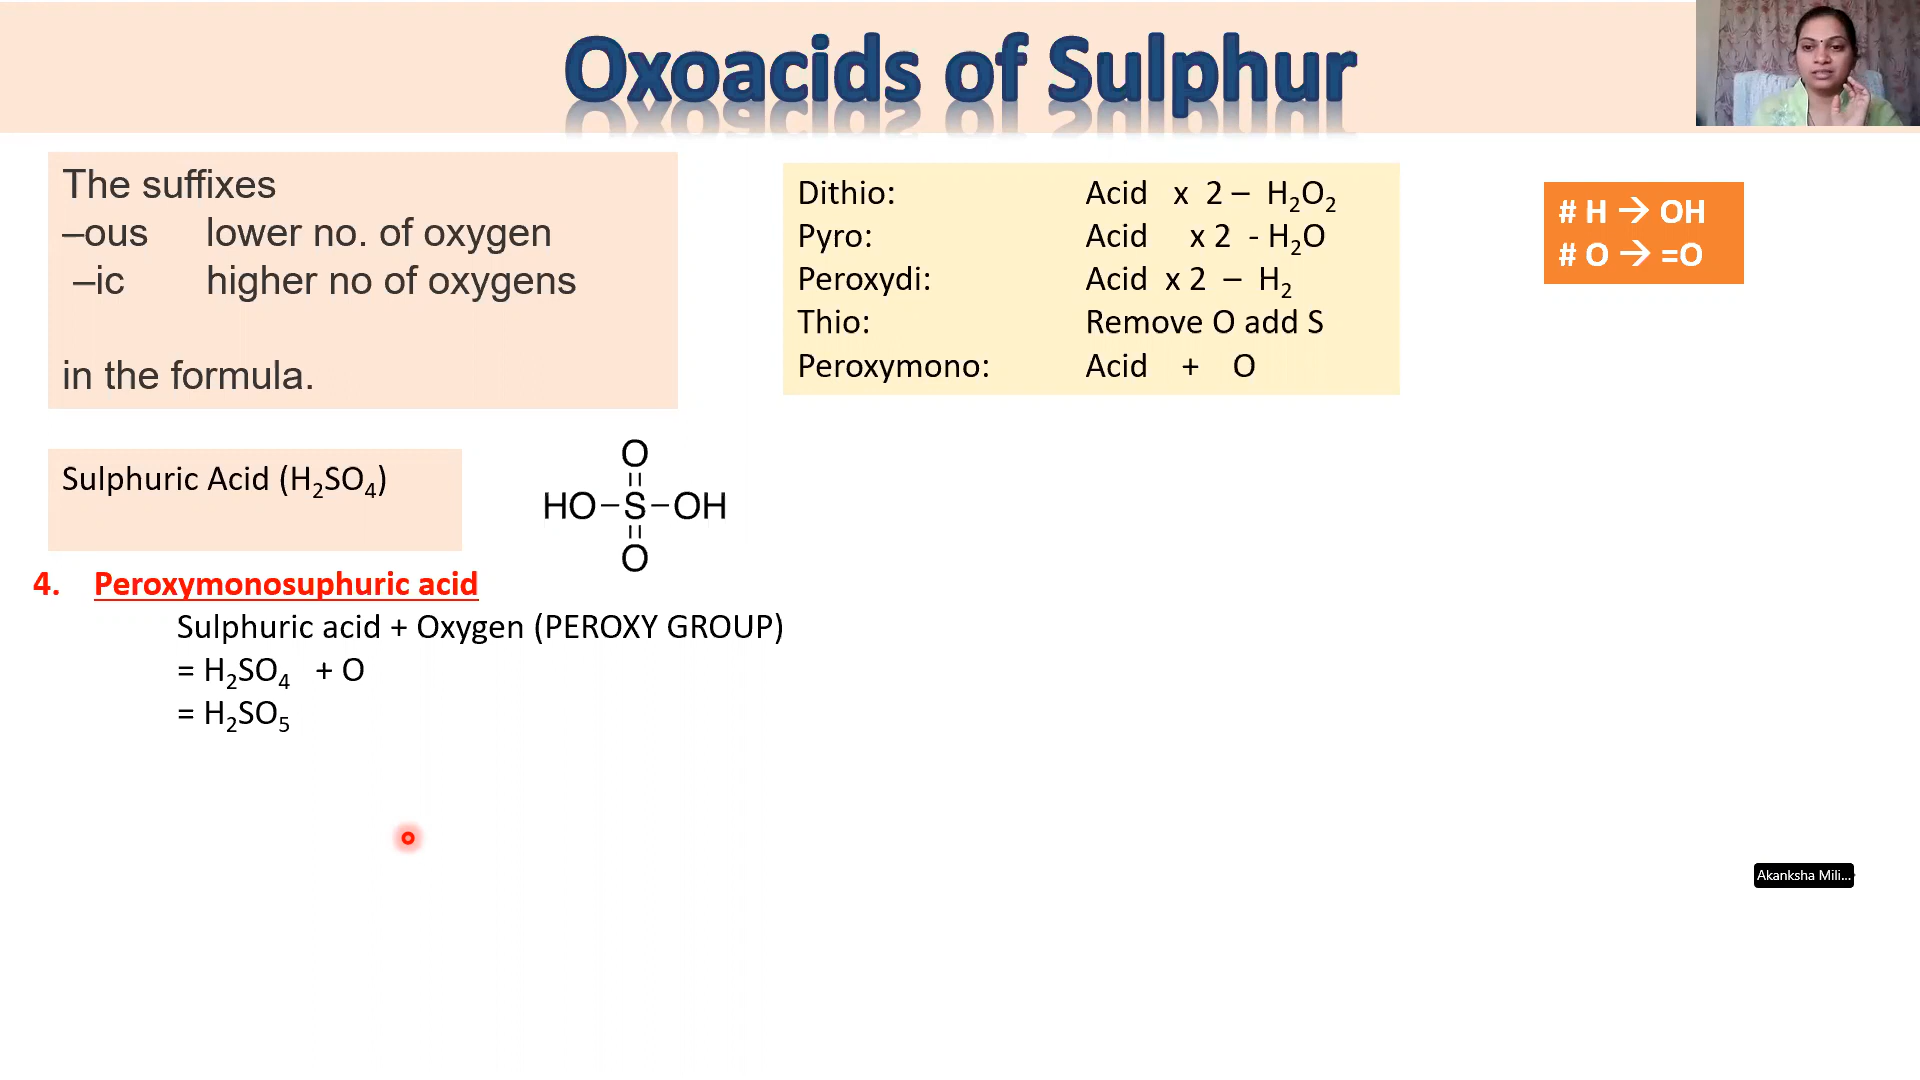 Oxoacids of Sulphur
The suffixes
–ous lower no. of oxygen
–ic higher no of oxygens
in the formula.
Dithio: Acid x 2 – H₂O₂
Pyro: Acid x 2 - H₂O
Peroxydi: Acid x 2 – H₂
Thio: Remove O add S
Peroxymono: Acid + O
# H → OH
# O → =O
Sulphuric Acid (H₂SO₄)
O
HO–S–OH
O
4. Peroxymonosuphuric acid
Sulphuric acid + Oxygen (PEROXY GROUP)
= H₂SO₄ + O
= H₂SO₅
Akanksha Mili...